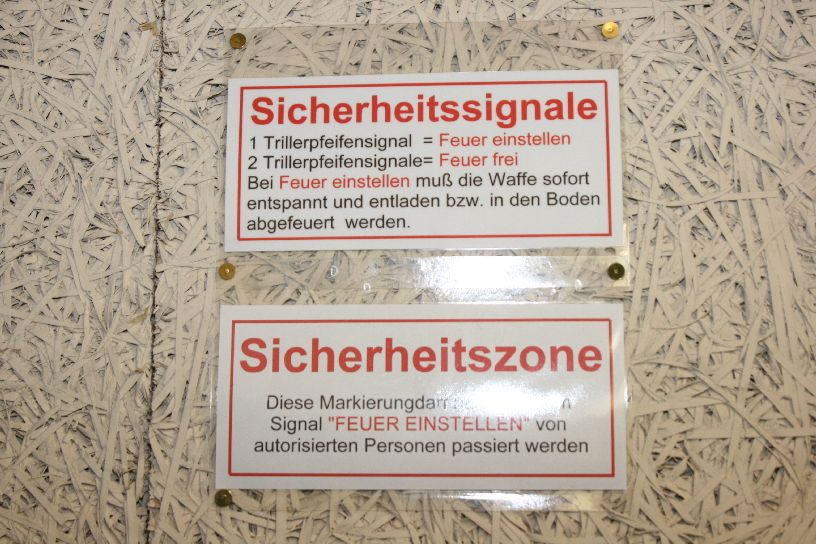 Sicherheitssignale
1 Trillerpfeifensignal = Feuer einstellen
2 Trillerpfeifensignale= Feuer frei
Bei Feuer einstellen muß die Waffe sofort
entspannt und entladen bzw. in den Boden
abgefeuert werden.
Sicherheitszone
Diese Markierung
Signal "FEUER EINSTELLEN" von
autorisierten Personen passiert werden